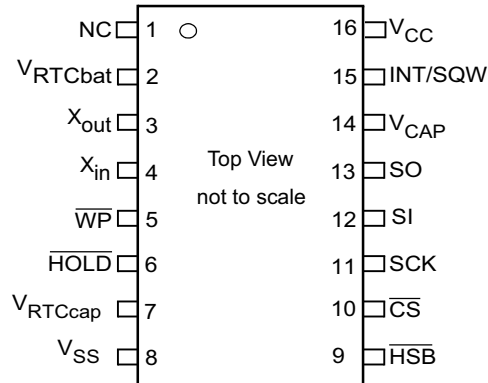 NC 1 16 VCC
VRTCbat 2 15 INT/SQW
Xout 3 14 VCAP
Xin 4 13 SO
WP 5 12 SI
HOLD 6 11 SCK
VRTCcap 7 10 CS
VSS 8 9 HSB
Top View
not to scale